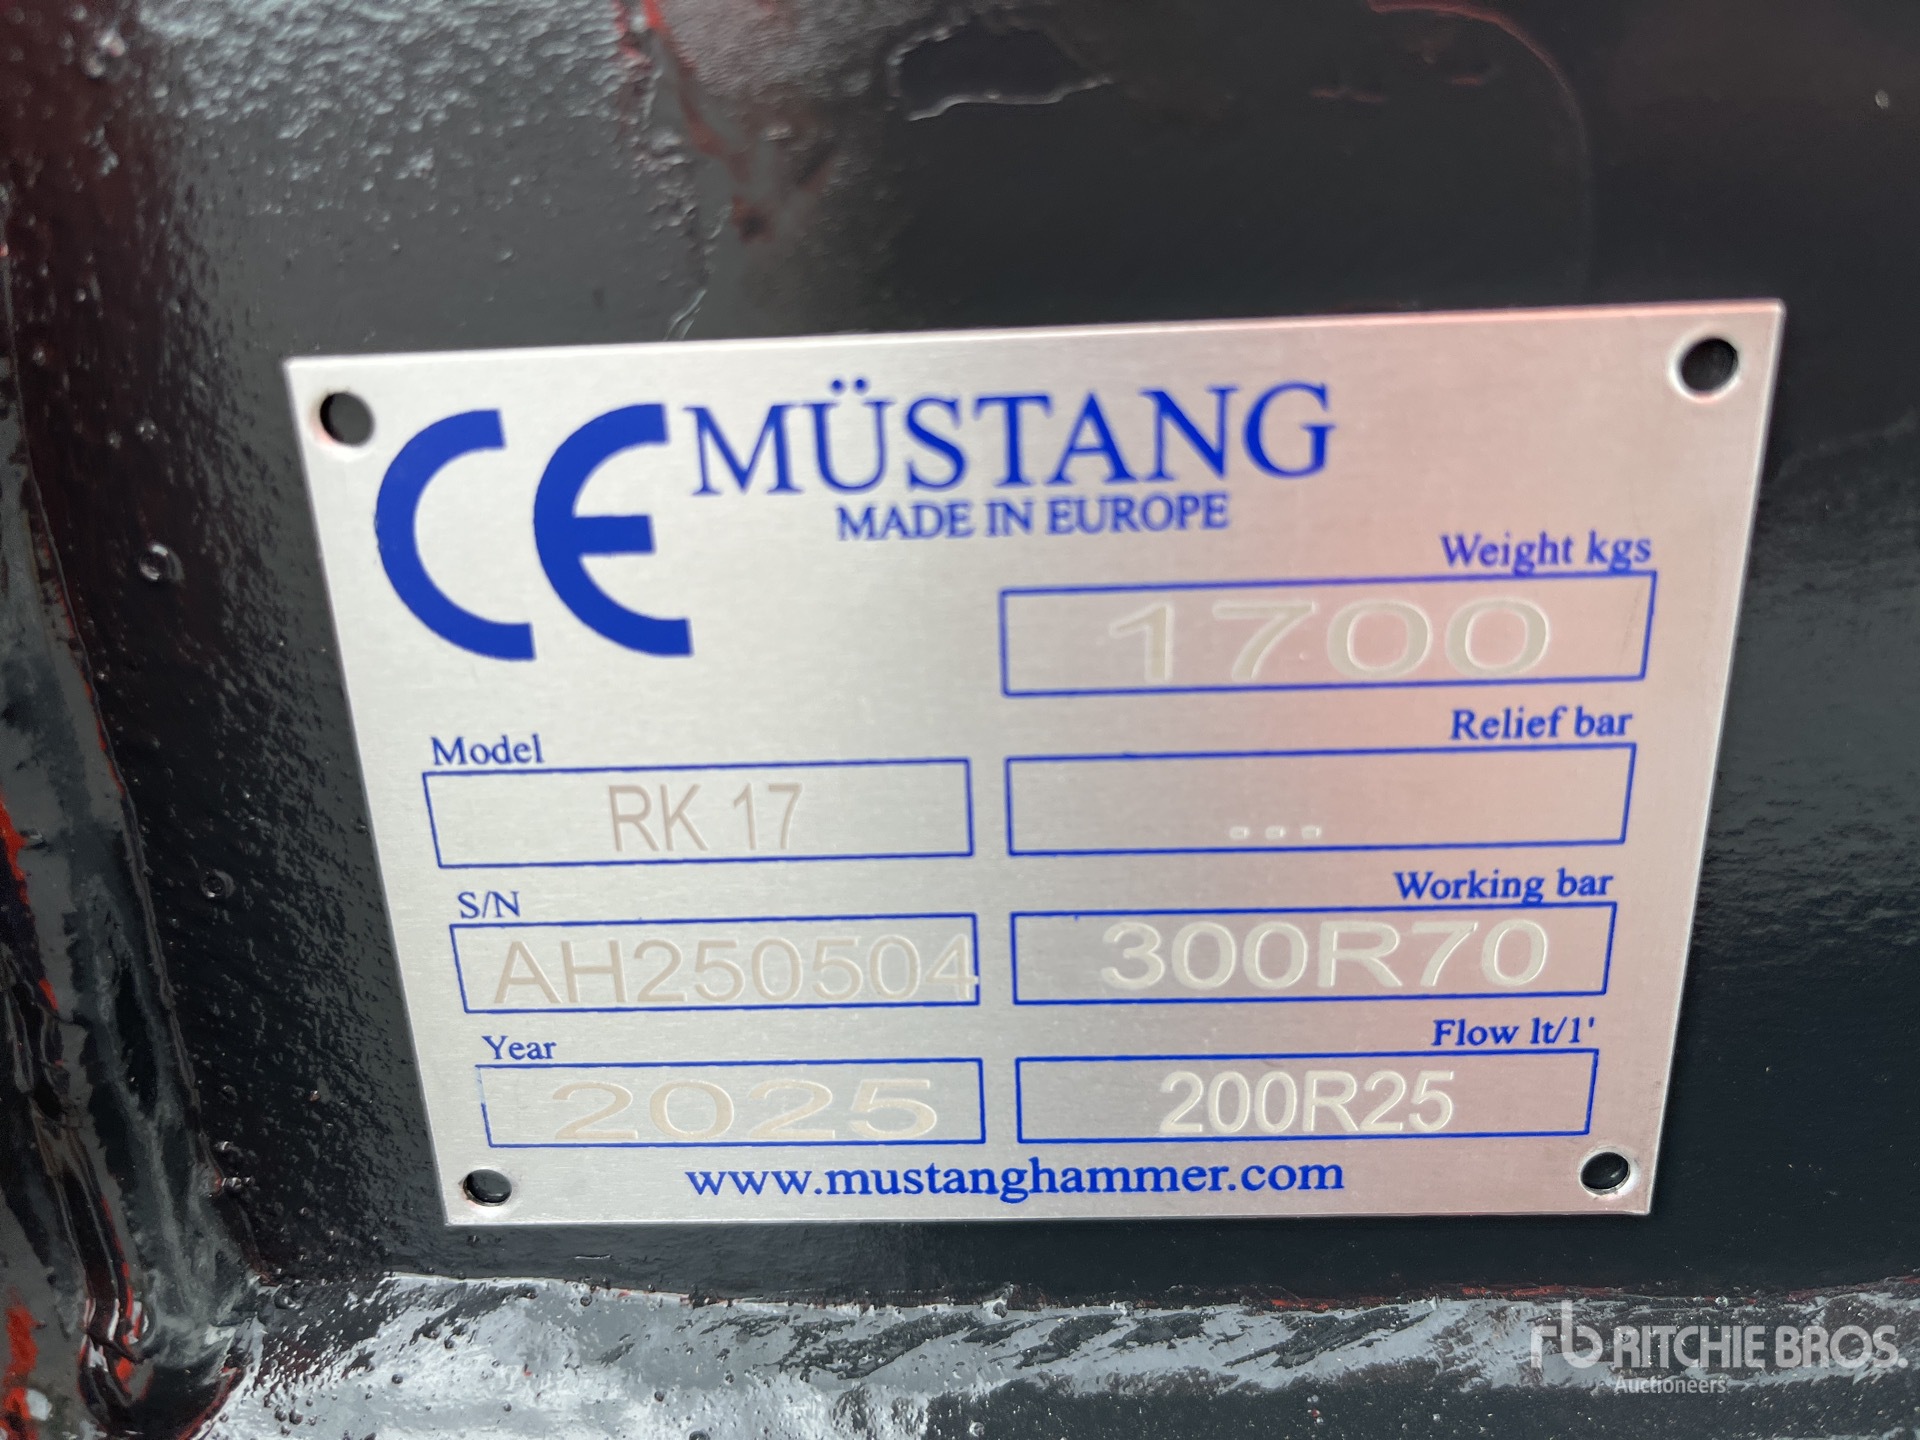 CE MÜSTANG
MADE IN EUROPE
Weight kgs
1700
Model
RK 17
Relief bar
...
S/N
AH250504
Working bar
300R70
Year
2025
Flow lt/1'
200R25
www.mustanghammer.com
rb RITCHIE BROS.
Auctioneers